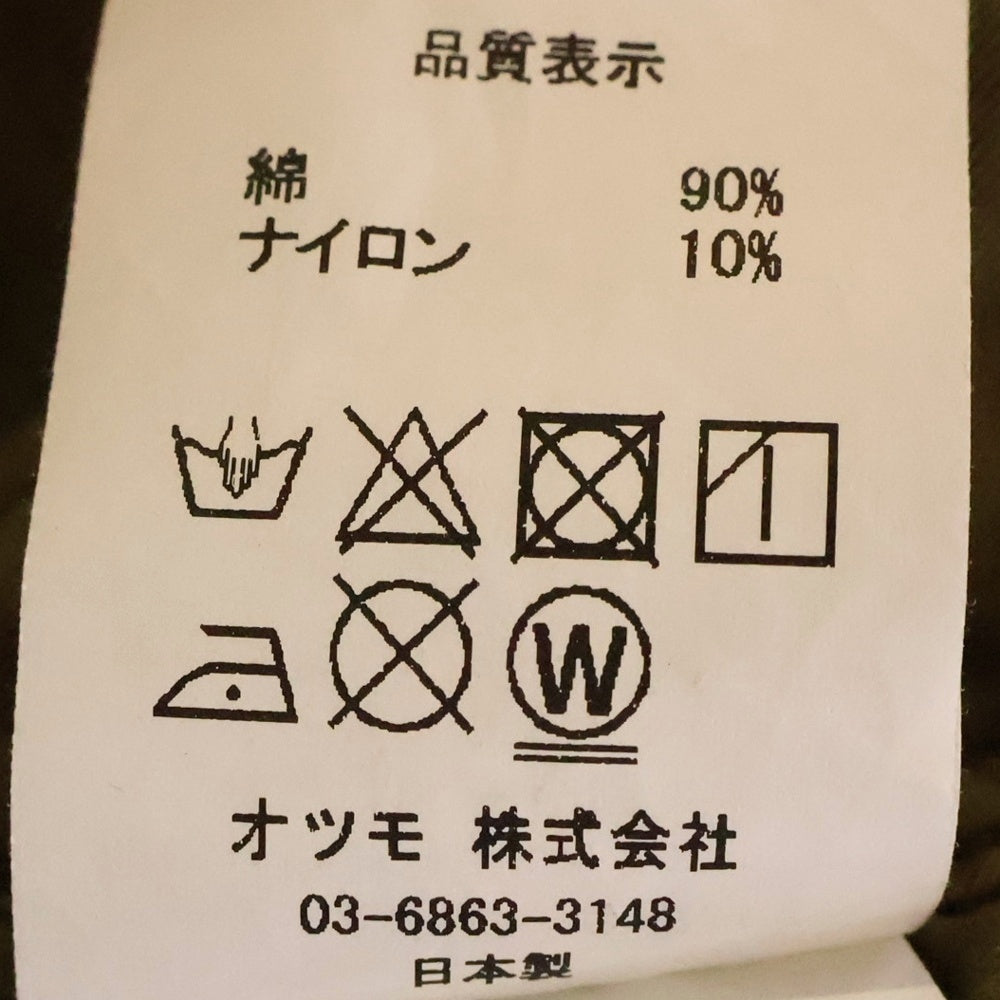 品質表示
綿 90%
ナイロン 10%
W
オツモ 株式会社
03-6863-3148
日本製